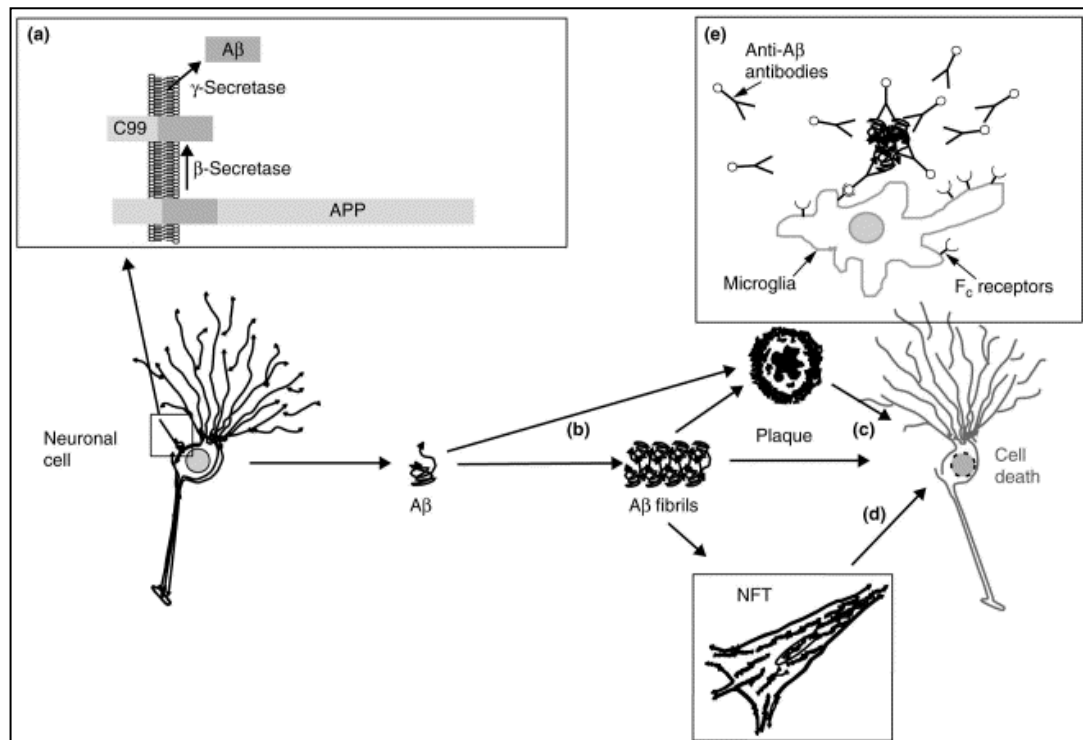 (a)
Aβ
γ-Secretase
C99
β-Secretase
APP
(e)
Anti-Aβ
antibodies
Microglia
Fc receptors
Neuronal
cell
Aβ
(b)
Aβ fibrils
Plaque
(c)
Cell
death
(d)
NFT